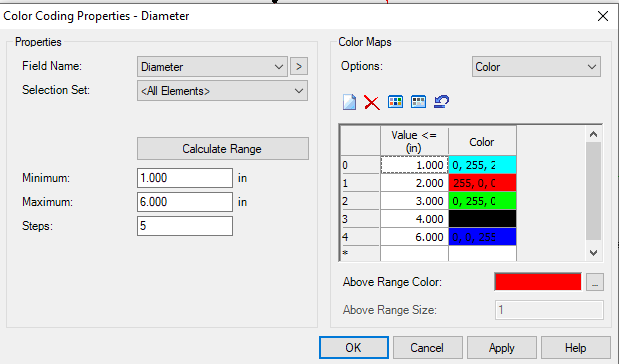 Color Coding Properties - Diameter
Properties
Field Name: Diameter >
Selection Set: <All Elements>
Calculate Range
Minimum: 1.000 in
Maximum: 6.000 in
Steps: 5
Color Maps
Options: Color
Value <= (in) Color
0 1.000 0, 255, 2
1 2.000 255, 0, 0
2 3.000 0, 255, 0
3 4.000
4 6.000 0, 0, 255
*
Above Range Color: ...
Above Range Size: 1
OK Cancel Apply Help